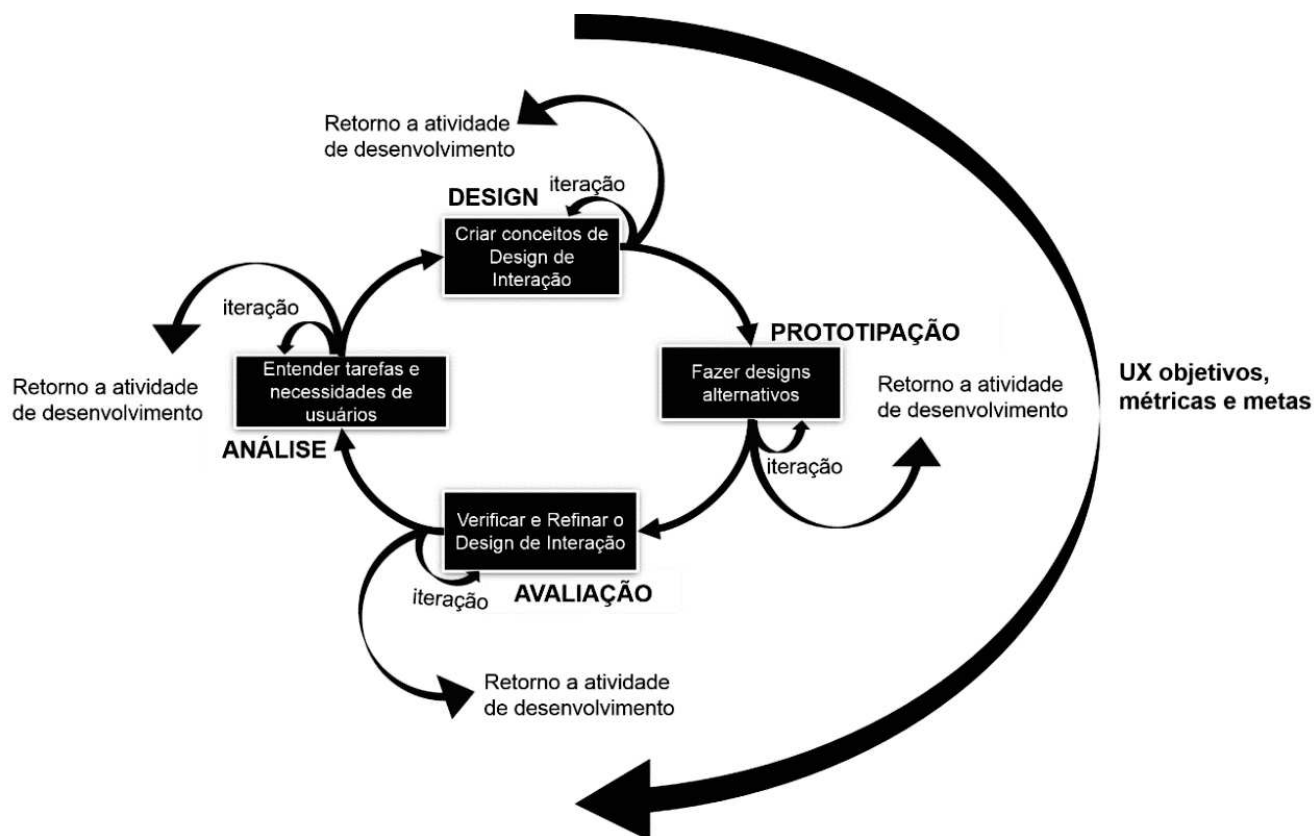 Retorno a atividade
de desenvolvimento
iteração
DESIGN
Criar conceitos de
Design de
Interação
iteração
Retorno a atividade
de desenvolvimento
Entender tarefas e
necessidades de
usuários
ANÁLISE
PROTOTIPAÇÃO
Fazer designs
alternativos
Retorno a atividade
de desenvolvimento
iteração
UX objetivos,
métricas e metas
Verificar e Refinar o
Design de Interação
iteração
AVALIAÇÃO
Retorno a atividade
de desenvolvimento